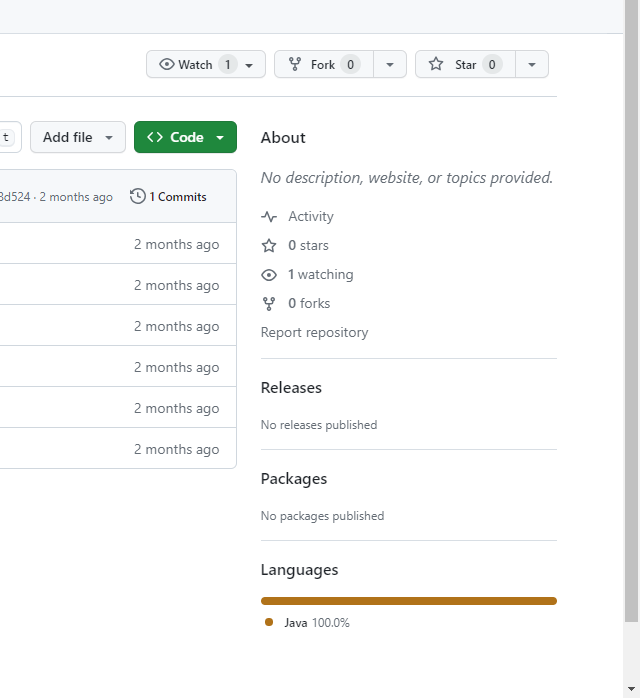 Watch 1
Fork 0
Star 0
t
Add file
Code
3d524 · 2 months ago
1 Commits
2 months ago
2 months ago
2 months ago
2 months ago
2 months ago
2 months ago
About
No description, website, or topics provided.
Activity
0 stars
1 watching
0 forks
Report repository
Releases
No releases published
Packages
No packages published
Languages
Java 100.0%